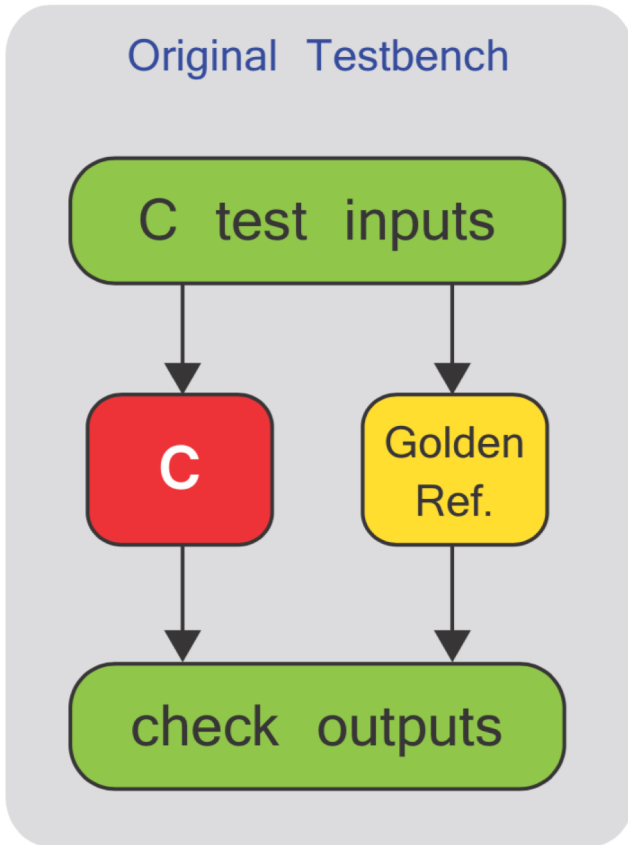 Original Testbench
C test inputs
C
Golden
Ref.
check outputs